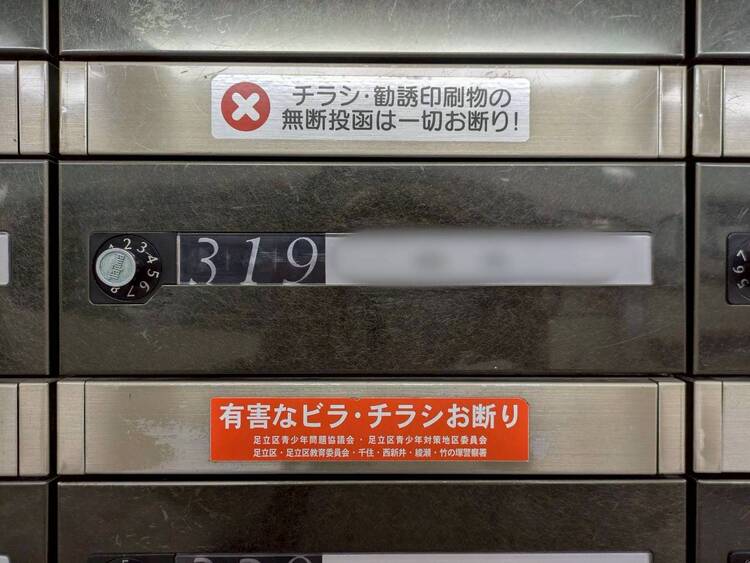 チラシ・勧誘印刷物の
無断投函は一切お断り!
319
有害なビラ・チラシお断り
足立区青少年問題協議会・足立区青少年対策地区委員会
足立区・足立区教育委員会・千住・西新井・綾瀬・竹の塚警察署